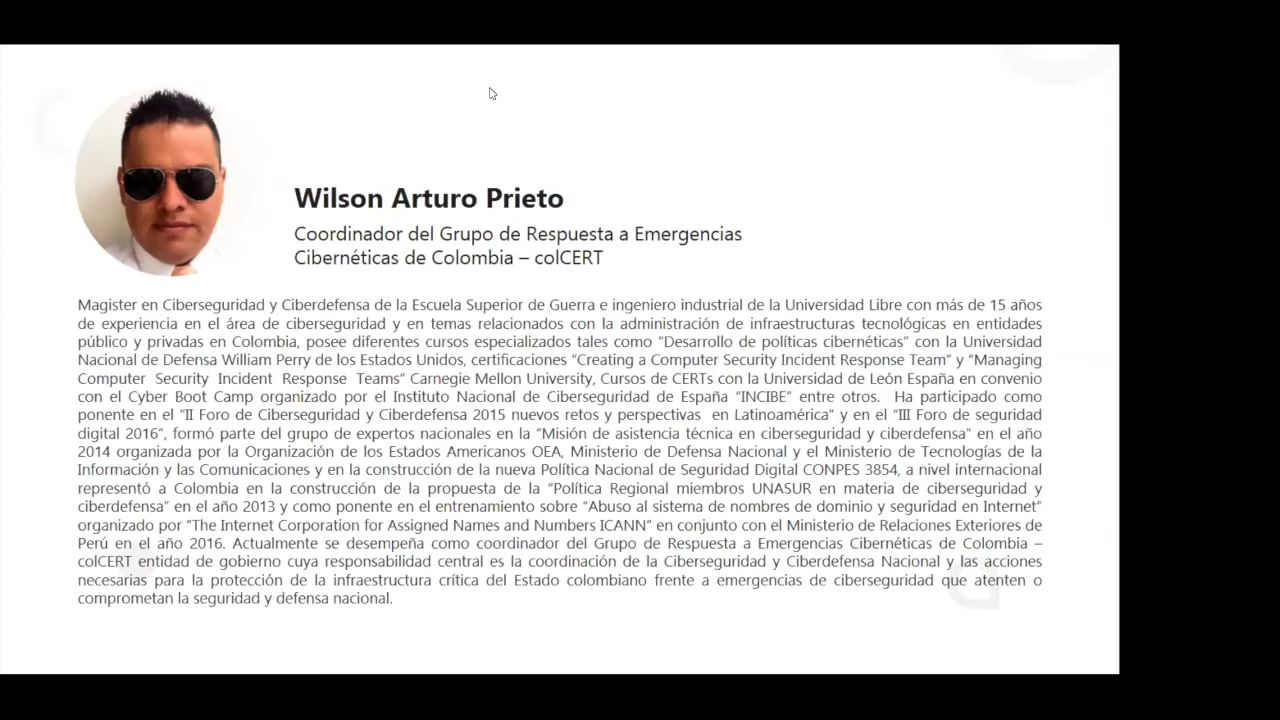 Wilson Arturo Prieto
Coordinador del Grupo de Respuesta a Emergencias
Cibernéticas de Colombia – colCERT
Magister en Ciberseguridad y Ciberdefensa de la Escuela Superior de Guerra e ingeniero industrial de la Universidad Libre con más de 15 años
de experiencia en el área de ciberseguridad y en temas relacionados con la administración de infraestructuras tecnológicas en entidades
público y privadas en Colombia, posee diferentes cursos especializados tales como “Desarrollo de políticas cibernéticas” con la Universidad
Nacional de Defensa William Perry de los Estados Unidos, certificaciones “Creating a Computer Security Incident Response Team” y “Managing
Computer Security Incident Response Teams” Carnegie Mellon University, Cursos de CERTs con la Universidad de León España en convenio
con el Cyber Boot Camp organizado por el Instituto Nacional de Ciberseguridad de España “INCIBE” entre otros. Ha participado como
ponente en el “II Foro de Ciberseguridad y Ciberdefensa 2015 nuevos retos y perspectivas en Latinoamérica” y en el “III Foro de seguridad
digital 2016”, formó parte del grupo de expertos nacionales en la “Misión de asistencia técnica en ciberseguridad y ciberdefensa” en el año
2014 organizada por la Organización de los Estados Americanos OEA, Ministerio de Defensa Nacional y el Ministerio de Tecnologías de la
Información y las Comunicaciones y en la construcción de la nueva Política Nacional de Seguridad Digital CONPES 3854, a nivel internacional
representó a Colombia en la construcción de la propuesta de la “Política Regional miembros UNASUR en materia de ciberseguridad y
ciberdefensa” en el año 2013 y como ponente en el entrenamiento sobre “Abuso al sistema de nombres de dominio y seguridad en Internet”
organizado por “The Internet Corporation for Assigned Names and Numbers ICANN” en conjunto con el Ministerio de Relaciones Exteriores de
Perú en el año 2016. Actualmente se desempeña como coordinador del Grupo de Respuesta a Emergencias Cibernéticas de Colombia –
colCERT entidad de gobierno cuya responsabilidad central es la coordinación de la Ciberseguridad y Ciberdefensa Nacional y las acciones
necesarias para la protección de la infraestructura crítica del Estado colombiano frente a emergencias de ciberseguridad que atenten o
comprometan la seguridad y defensa nacional.